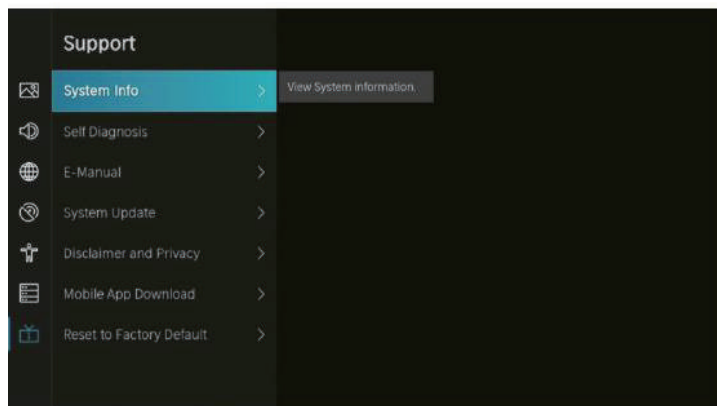 Support
System Info
View System information.
Self Diagnosis
E-Manual
System Update
Disclaimer and Privacy
Mobile App Download
Reset to Factory Default